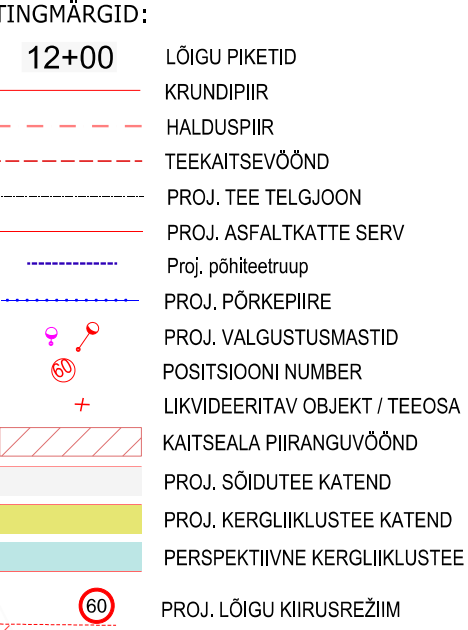 TINGMÄRGID:
12+00 LÕIGU PIKETID
KRUNDIPIIR
HALDUSPIIR
TEEKAITSEVÖÖND
PROJ. TEE TELGJOON
PROJ. ASFALTKATTE SERV
Proj. põhiteetruup
PROJ. PÕRKEPIIRE
PROJ. VALGUSTUSMASTID
60 POSITSIOONI NUMBER
LIKVIDEERITAV OBJEKT / TEEOSA
KAITSEALA PIIRANGUVÖÖND
PROJ. SÕIDUTEE KATEND
PROJ. KERGLIIKLUSTEE KATEND
PERSPEKTIIVNE KERGLIIKLUSTEE
60 PROJ. LÕIGU KIIRUSREŽIIM